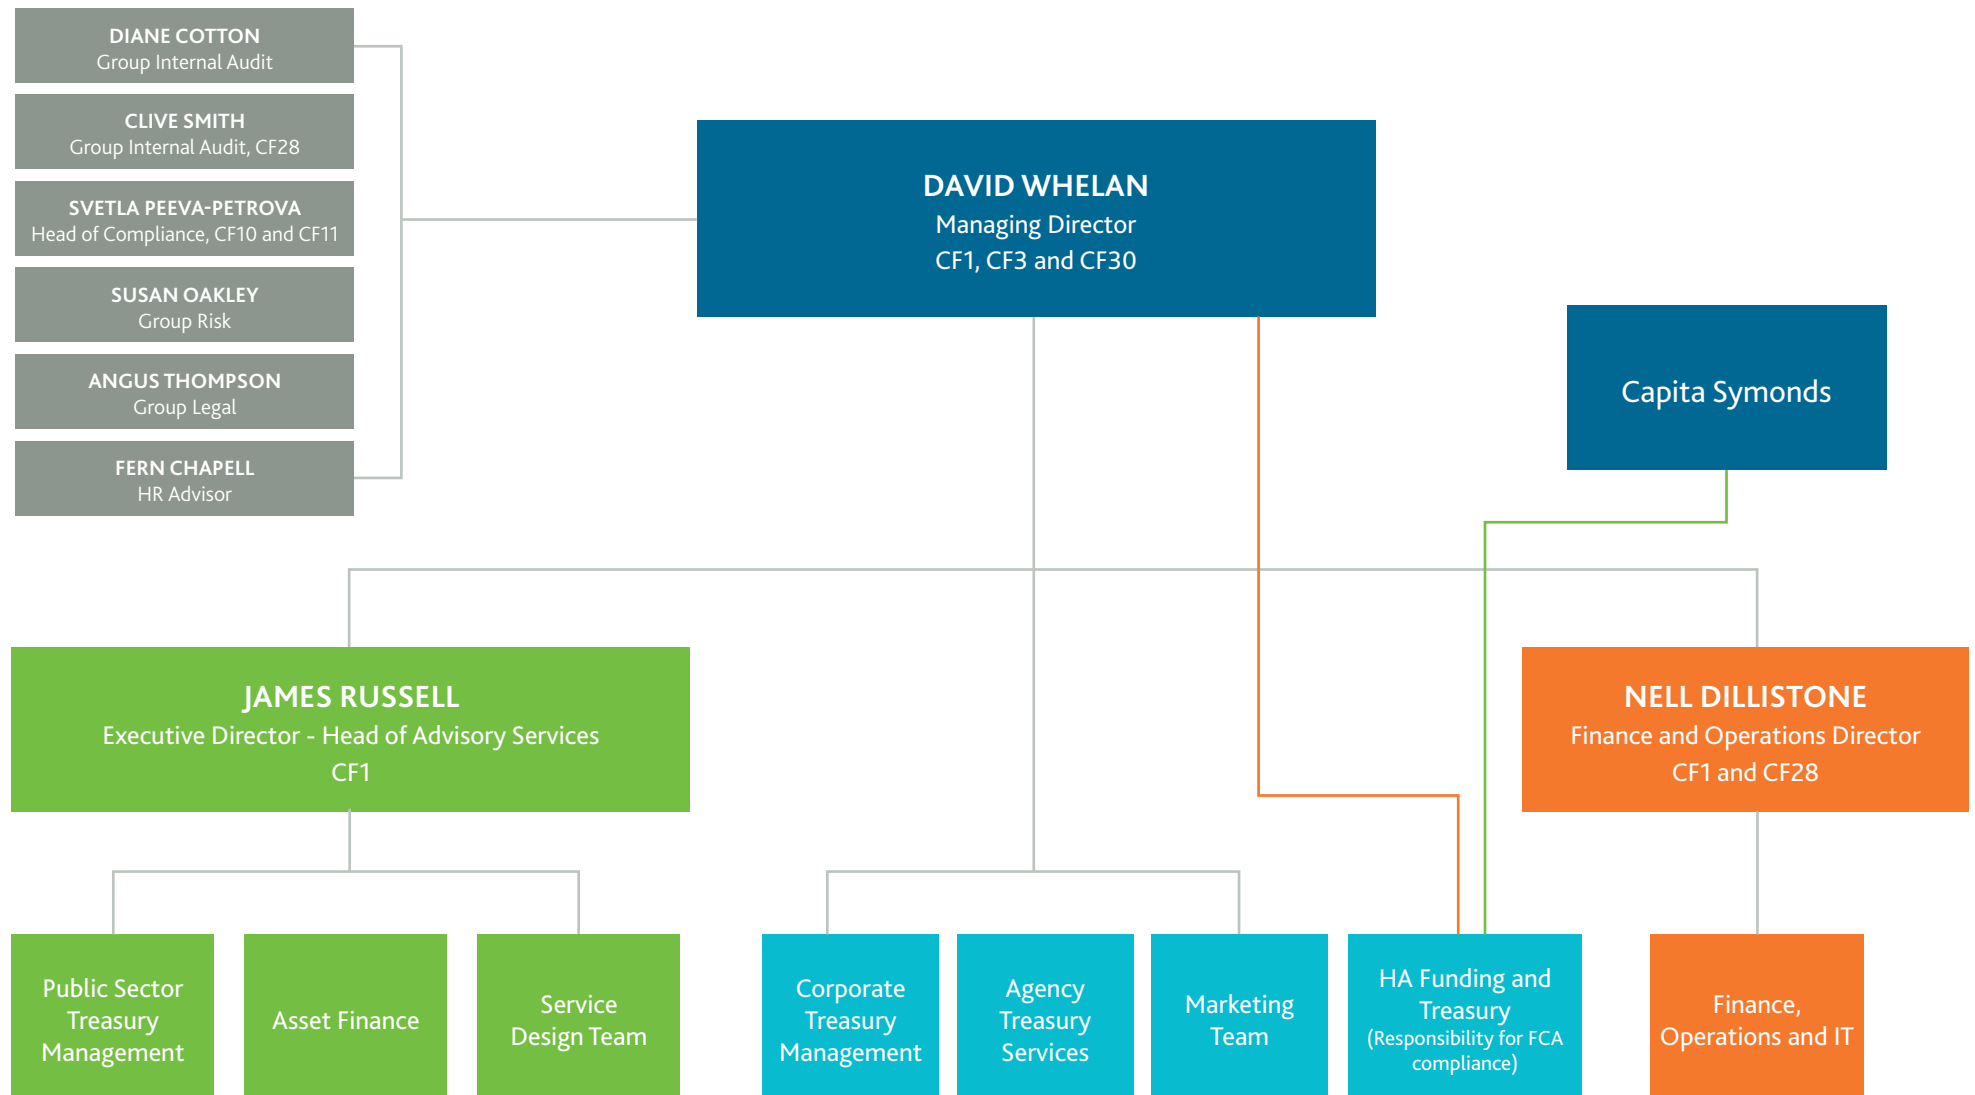 DIANE COTTON
Group Internal Audit
CLIVE SMITH
Group Internal Audit, CF28
SVETLA PEEVA-PETROVA
Head of Compliance, CF10 and CF11
SUSAN OAKLEY
Group Risk
ANGUS THOMPSON
Group Legal
FERN CHAPELL
HR Advisor
DAVID WHELAN
Managing Director
CF1, CF3 and CF30
Capita Symonds
JAMES RUSSELL
Executive Director - Head of Advisory Services
CF1
NELL DILLISTONE
Finance and Operations Director
CF1 and CF28
Public Sector
Treasury
Management
Asset Finance
Service
Design Team
Corporate
Treasury
Management
Agency
Treasury
Services
Marketing
Team
HA Funding and
Treasury
(Responsibility for FCA
compliance)
Finance,
Operations and IT